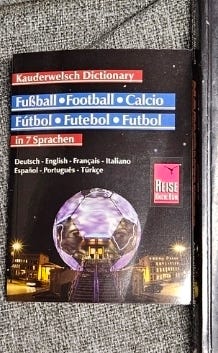 Kauderwelsch Dictionary
Fußball • Football • Calcio
Fútbol • Futebol • Futbol
in 7 Sprachen
Deutsch - English - Français - Italiano
Español - Português - Türkçe
REISE
KNOW-HOW